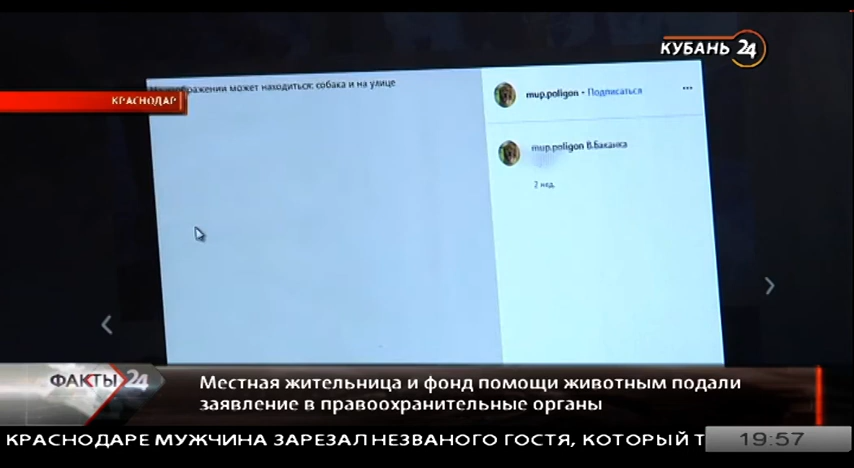 КУБАНЬ 24
КРАСНОДАР
изображении может находиться: собака и на улице
mup.poligon • Подписаться
mup.poligon В.Баканка
2 нед.
ФАКТЫ 24
Местная жительница и фонд помощи животным подали
заявление в правоохранительные органы
КРАСНОДАРЕ МУЖЧИНА ЗАРЕЗАЛ НЕЗВАНОГО ГОСТЯ, КОТОРЫЙ Т
19:57